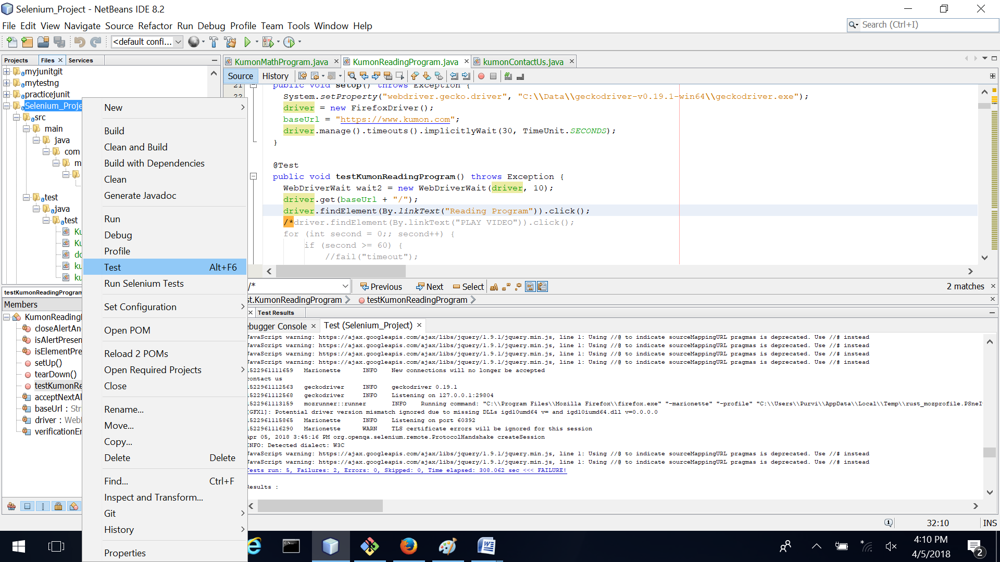 Selenium_Project - NetBeans IDE 8.2
File Edit View Navigate Source Refactor Run Debug Profile Team Tools Window Help
Search (Ctrl+I)
<default confi...
Projects Files Services
myjunitgit
mytestng
practicejunit
Selenium_Proje
src
main
java
com
m
test
java
test
Ku
Ku
do
ku
ku
testKumonReadingProgram
Members
KumonReading
closeAlertAn
isAlertPresen
isElementPre
setUp()
tearDown()
testKumonRe
acceptNextAl
baseUrl : Str
driver : Web
verificationEr
New
Build
Clean and Build
Build with Dependencies
Clean
Generate Javadoc
Run
Debug
Profile
Test Alt+F6
Run Selenium Tests
Set Configuration
Open POM
Reload 2 POMs
Open Required Projects
Close
Rename...
Move...
Copy...
Delete Delete
Find... Ctrl+F
Inspect and Transform...
Git
History
Properties
KumonMathProgram.java KumonReadingProgram.java kumonContactUs.java
Source History
21 public void setUp() throws Exception {
22 System.setProperty("webdriver.gecko.driver", "C:\\Data\\geckodriver-v0.19.1-win64\\geckodriver.exe");
driver = new FirefoxDriver();
baseUrl = "https://www.kumon.com";
driver.manage().timeouts().implicitlyWait(30, TimeUnit.SECONDS);
}
@Test
public void testKumonReadingProgram() throws Exception {
WebDriverWait wait2 = new WebDriverWait(driver, 10);
driver.get(baseUrl + "/");
driver.findElement(By.linkText("Reading Program")).click();
/*driver.findElement(By.linkText("PLAY VIDEO")).click();
for (int second = 0;; second++) {
if (second >= 60) {
//fail("timeout");
/* Previous Next Select aA 2 matches
st.KumonReadingProgram testKumonReadingProgram
Test Results
ebugger Console Test (Selenium_Project)
JavaScript warning: https://ajax.googleapis.com/ajax/libs/jquery/1.9.1/jquery.min.js, line 1: Using //@ to indicate sourceMappingURL pragmas is deprecated. Use //# instead
JavaScript warning: https://ajax.googleapis.com/ajax/libs/jquery/1.9.1/jquery.min.js, line 1: Using //@ to indicate sourceMappingURL pragmas is deprecated. Use //# instead
JavaScript warning: https://ajax.googleapis.com/ajax/libs/jquery/1.9.1/jquery.min.js, line 1: Using //@ to indicate sourceMappingURL pragmas is deprecated. Use //# instead
JavaScript warning: https://ajax.googleapis.com/ajax/libs/jquery/1.9.1/jquery.min.js, line 1: Using //@ to indicate sourceMappingURL pragmas is deprecated. Use //# instead
1522961111659 Marionette INFO New connections will no longer be accepted
contact us
1522961112563 geckodriver INFO geckodriver 0.19.1
1522961112568 geckodriver INFO Listening on 127.0.0.1:29804
1522961113159 mozrunner::runner INFO Running command: "C:\\Program Files\\Mozilla Firefox\\firefox.exe" "-marionette" "-profile" "C:\\Users\\Purvi\\AppData\\Local\\Temp\\rust_mozprofile.PSneI
[GFX1]: Potential driver version mismatch ignored due to missing DLLs igd10umd64 v= and igd10iumd64.dll v=0.0.0.0
1522961115865 Marionette INFO Listening on port 60392
1522961116290 Marionette WARN TLS certificate errors will be ignored for this session
Apr 05, 2018 3:45:16 PM org.openqa.selenium.remote.ProtocolHandshake createSession
INFO: Detected dialect: W3C
JavaScript warning: https://ajax.googleapis.com/ajax/libs/jquery/1.9.1/jquery.min.js, line 1: Using //@ to indicate sourceMappingURL pragmas is deprecated. Use //# instead
JavaScript warning: https://ajax.googleapis.com/ajax/libs/jquery/1.9.1/jquery.min.js, line 1: Using //@ to indicate sourceMappingURL pragmas is deprecated. Use //# instead
Tests run: 5, Failures: 2, Errors: 0, Skipped: 0, Time elapsed: 308.062 sec <<< FAILURE!
Results :
32:10 INS
4:10 PM
4/5/2018
2